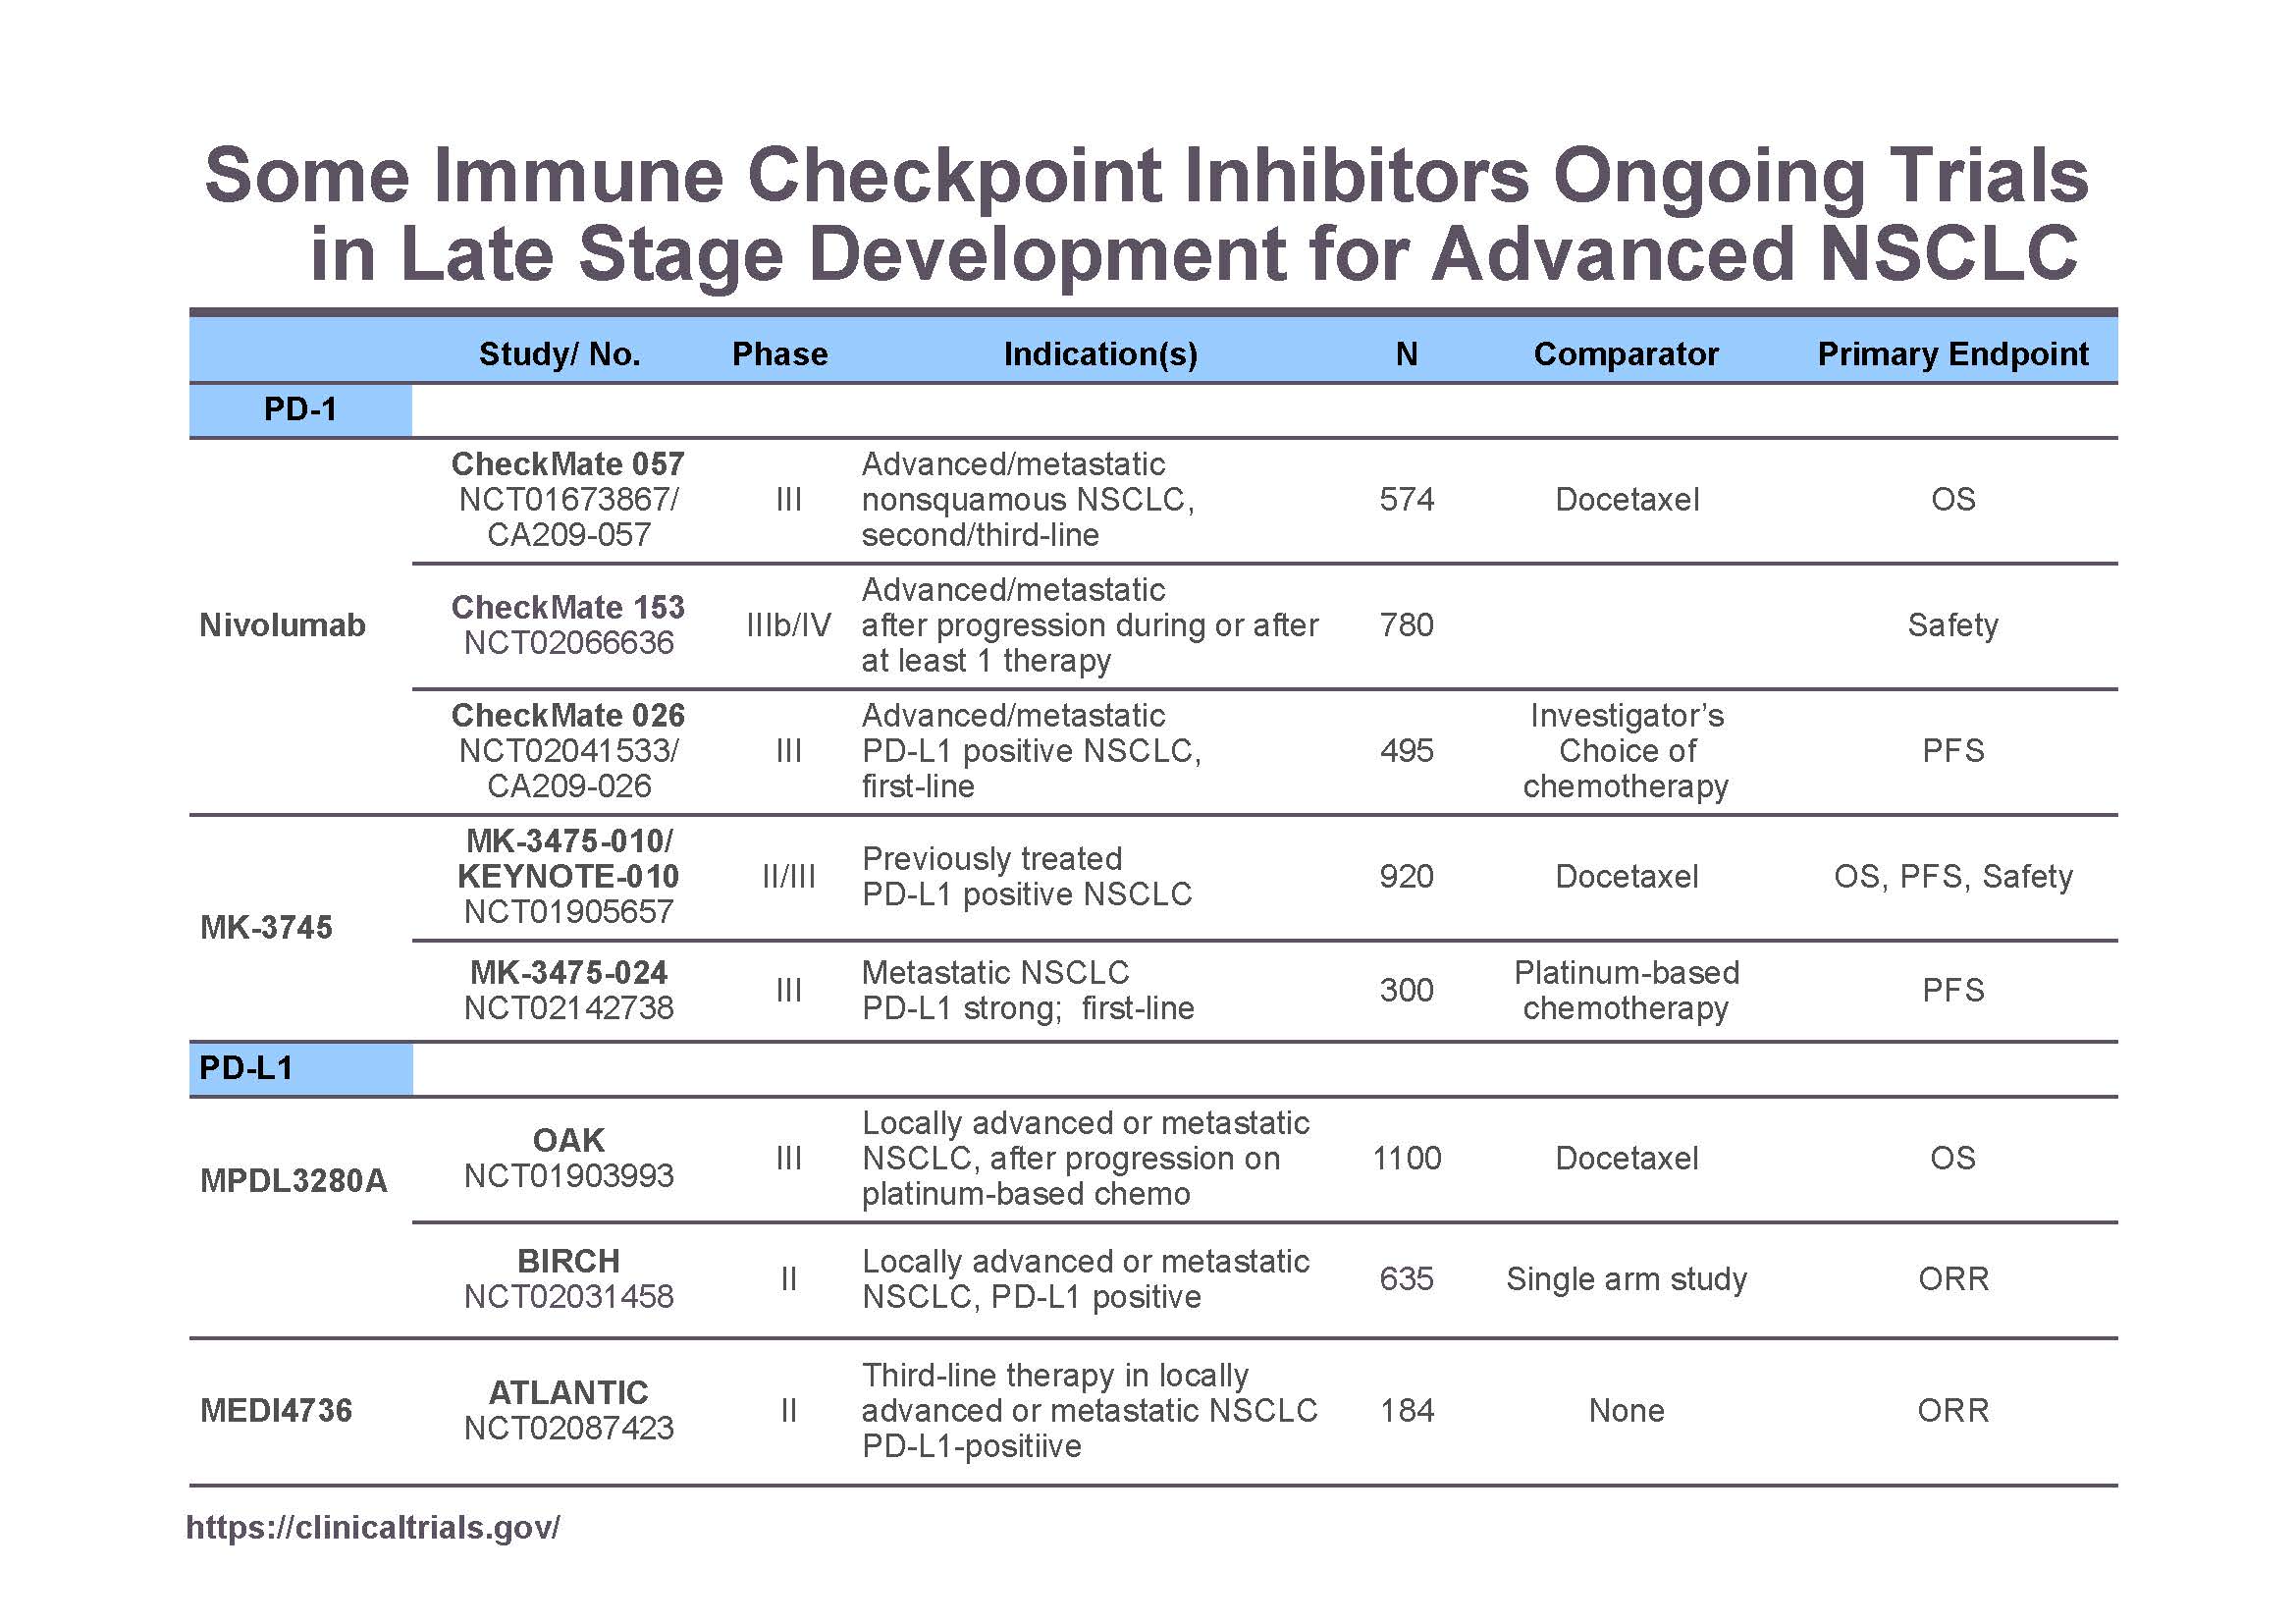 Some Immune Checkpoint Inhibitors Ongoing Trials
in Late Stage Development for Advanced NSCLC
Study/ No. Phase Indication(s) N Comparator Primary Endpoint
PD-1
Nivolumab
CheckMate 057
NCT01673867/
CA209-057
III
Advanced/metastatic
nonsquamous NSCLC,
second/third-line
574
Docetaxel
OS
CheckMate 153
NCT02066636
IIIb/IV
Advanced/metastatic
after progression during or after
at least 1 therapy
780
Safety
CheckMate 026
NCT02041533/
CA209-026
III
Advanced/metastatic
PD-L1 positive NSCLC,
first-line
495
Investigator’s
Choice of
chemotherapy
PFS
MK-3745
MK-3475-010/
KEYNOTE-010
NCT01905657
II/III
Previously treated
PD-L1 positive NSCLC
920
Docetaxel
OS, PFS, Safety
MK-3475-024
NCT02142738
III
Metastatic NSCLC
PD-L1 strong; first-line
300
Platinum-based
chemotherapy
PFS
PD-L1
MPDL3280A
OAK
NCT01903993
III
Locally advanced or metastatic
NSCLC, after progression on
platinum-based chemo
1100
Docetaxel
OS
BIRCH
NCT02031458
II
Locally advanced or metastatic
NSCLC, PD-L1 positive
635
Single arm study
ORR
MEDI4736
ATLANTIC
NCT02087423
II
Third-line therapy in locally
advanced or metastatic NSCLC
PD-L1-positiive
184
None
ORR
https://clinicaltrials.gov/